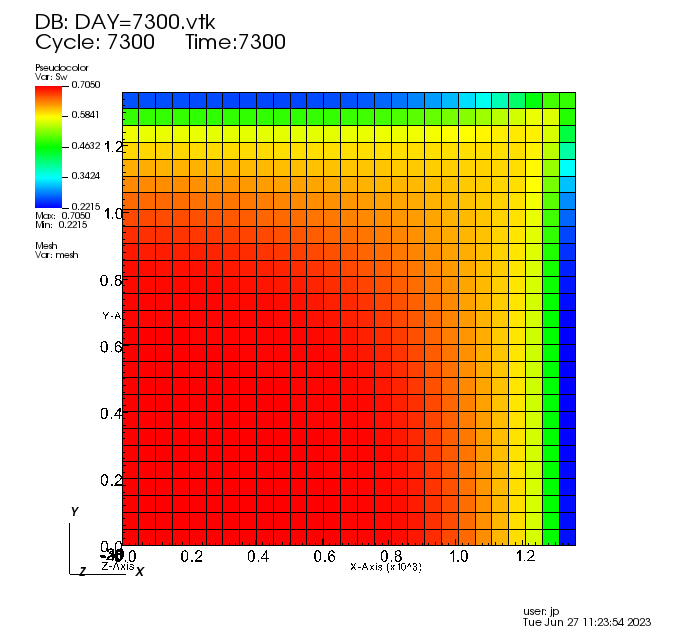 DB: DAY=7300.vtk
Cycle: 7300 Time:7300
Pseudocolor
Var: Sw
0.7050
0.5841
0.4632
0.3424
0.2215
Max: 0.7050
Min: 0.2215
Mesh
Var: mesh
1.2
1.0
0.8
Y-A
0.6
0.4
0.2
0.0
0.0 0.2 0.4 0.6 0.8 1.0 1.2
Z-Axis
X-Axis (x10^3)
Y
Z X
user: jp
Tue Jun 27 11:23:54 2023